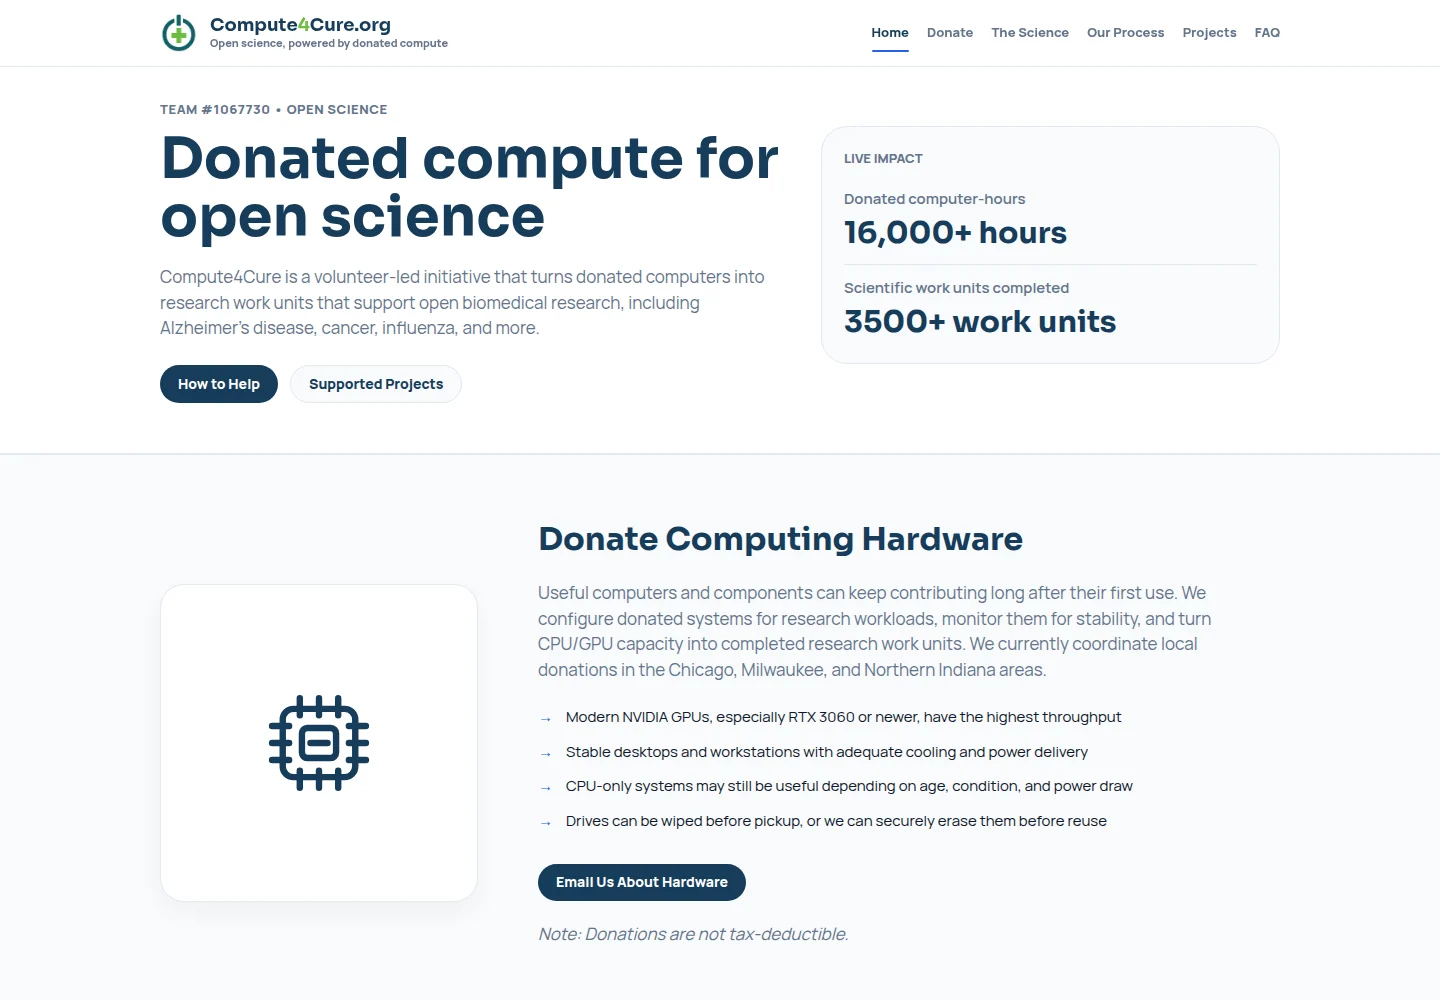 Compute4Cure.org
Open science, powered by donated compute
Home
Donate
The Science
Our Process
Projects
FAQ
TEAM #1067730 • OPEN SCIENCE
Donated compute for
open science
Compute4Cure is a volunteer-led initiative that turns donated computers into
research work units that support open biomedical research, including
Alzheimer’s disease, cancer, influenza, and more.
How to Help
Supported Projects
LIVE IMPACT
Donated computer-hours
16,000+ hours
Scientific work units completed
3500+ work units
Donate Computing Hardware
Useful computers and components can keep contributing long after their first use. We
configure donated systems for research workloads, monitor them for stability, and turn
CPU/GPU capacity into completed research work units. We currently coordinate local
donations in the Chicago, Milwaukee, and Northern Indiana areas.
→ Modern NVIDIA GPUs, especially RTX 3060 or newer, have the highest throughput
→ Stable desktops and workstations with adequate cooling and power delivery
→ CPU-only systems may still be useful depending on age, condition, and power draw
→ Drives can be wiped before pickup, or we can securely erase them before reuse
Email Us About Hardware
Note: Donations are not tax-deductible.